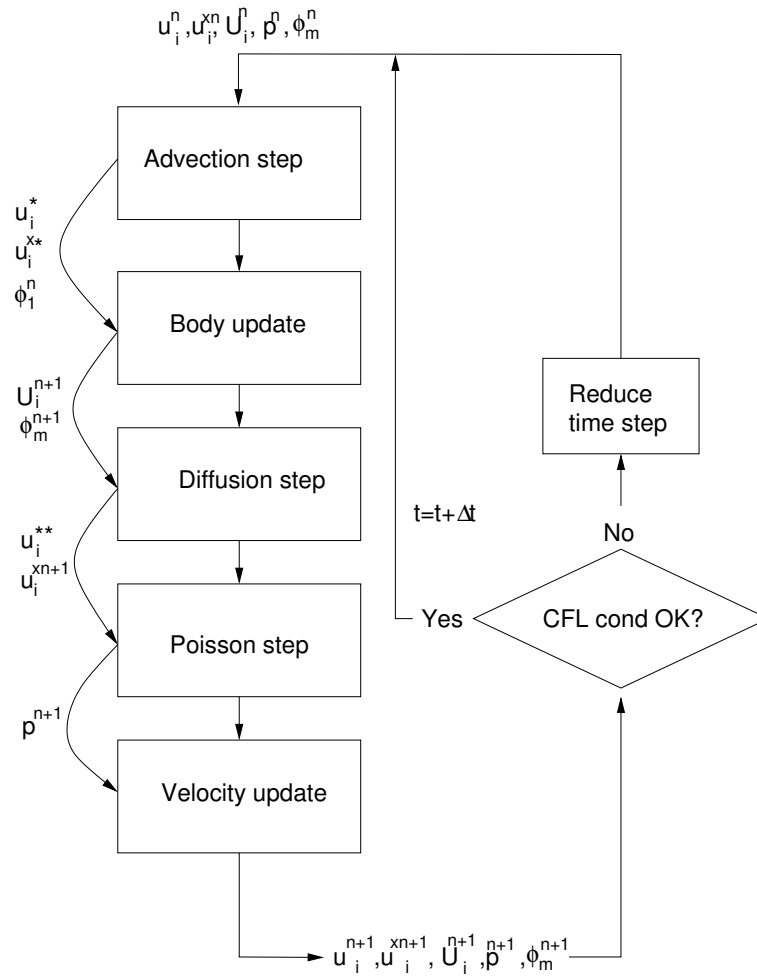 u_i^n, u_i^{xn}, U_i^n, p^n, ϕ_m^n
Advection step
u_i^*
u_i^{x*}
ϕ_1^n
Body update
U_i^{n+1}
ϕ_m^{n+1}
Diffusion step
u_i^{**}
u_i^{xn+1}
Poisson step
p^{n+1}
Velocity update
u_i^{n+1}, u_i^{xn+1}, U_i^{n+1}, p^{n+1}, ϕ_m^{n+1}
CFL cond OK?
Yes
t=t+Δt
No
Reduce
time step